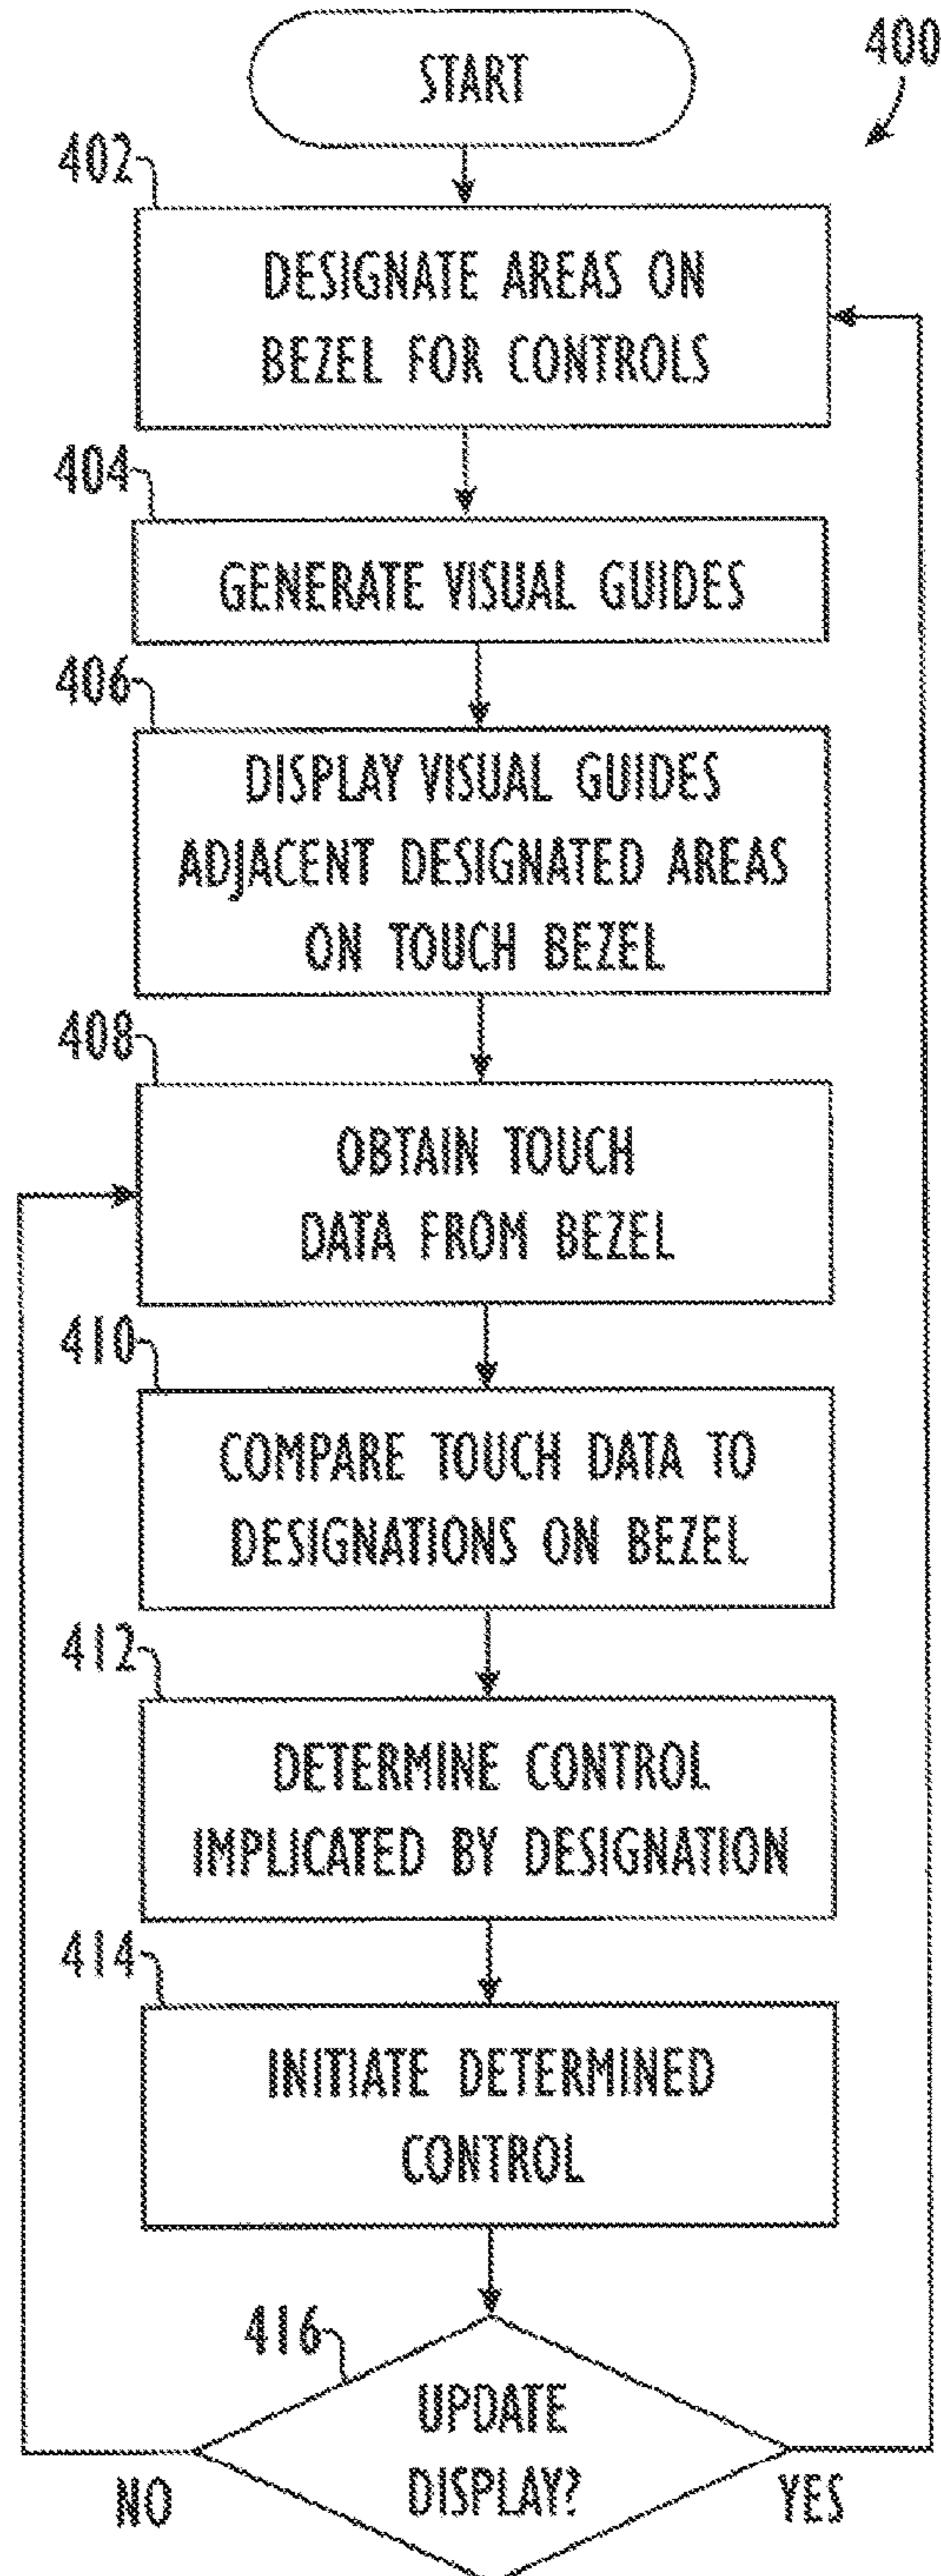 START
400
402
DESIGNATE AREAS ON
BEZEL FOR CONTROLS
404
GENERATE VISUAL GUIDES
406
DISPLAY VISUAL GUIDES
ADJACENT DESIGNATED AREAS
ON TOUCH BEZEL
408
OBTAIN TOUCH
DATA FROM BEZEL
410
COMPARE TOUCH DATA TO
DESIGNATIONS ON BEZEL
412
DETERMINE CONTROL
IMPLICATED BY DESIGNATION
414
INITIATE DETERMINED
CONTROL
416
UPDATE
DISPLAY?
NO
YES